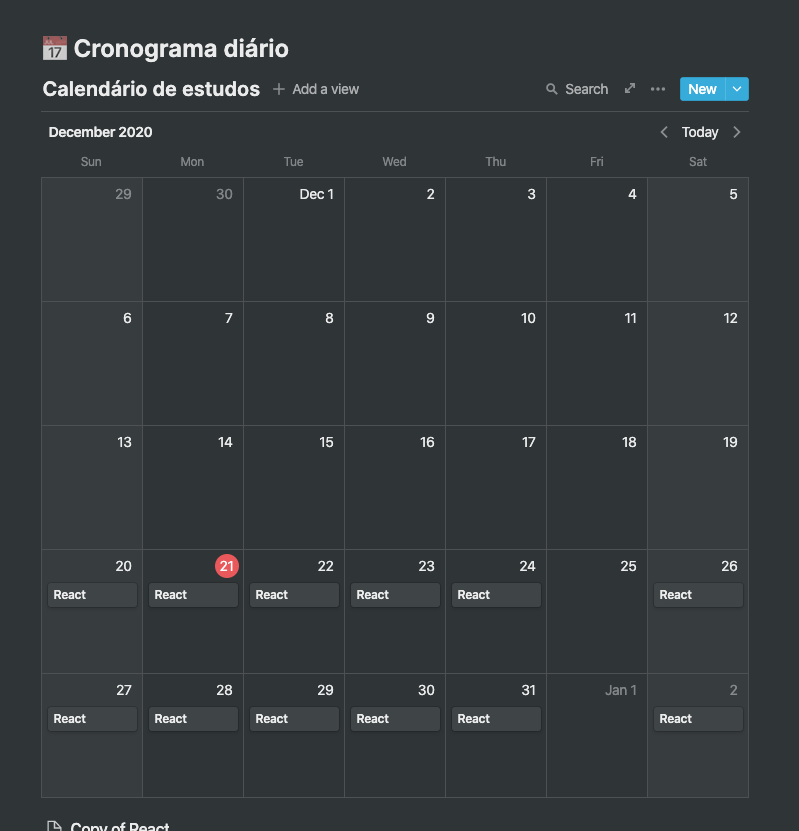 JUL 17 Cronograma diário
Calendário de estudos + Add a view Search ••• New
December 2020 Today
Sun Mon Tue Wed Thu Fri Sat
29 30 Dec 1 2 3 4 5
6 7 8 9 10 11 12
13 14 15 16 17 18 19
20 21 22 23 24 25 26
React React React React React React
27 28 29 30 31 Jan 1 2
React React React React React React
Copy of React